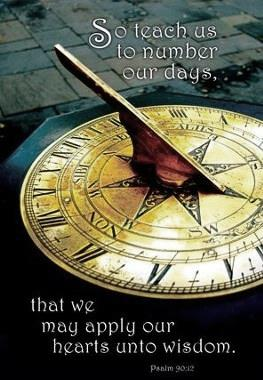 So teach us
to number
our days,
that we
may apply our
hearts unto wisdom.
Psalm 90:12